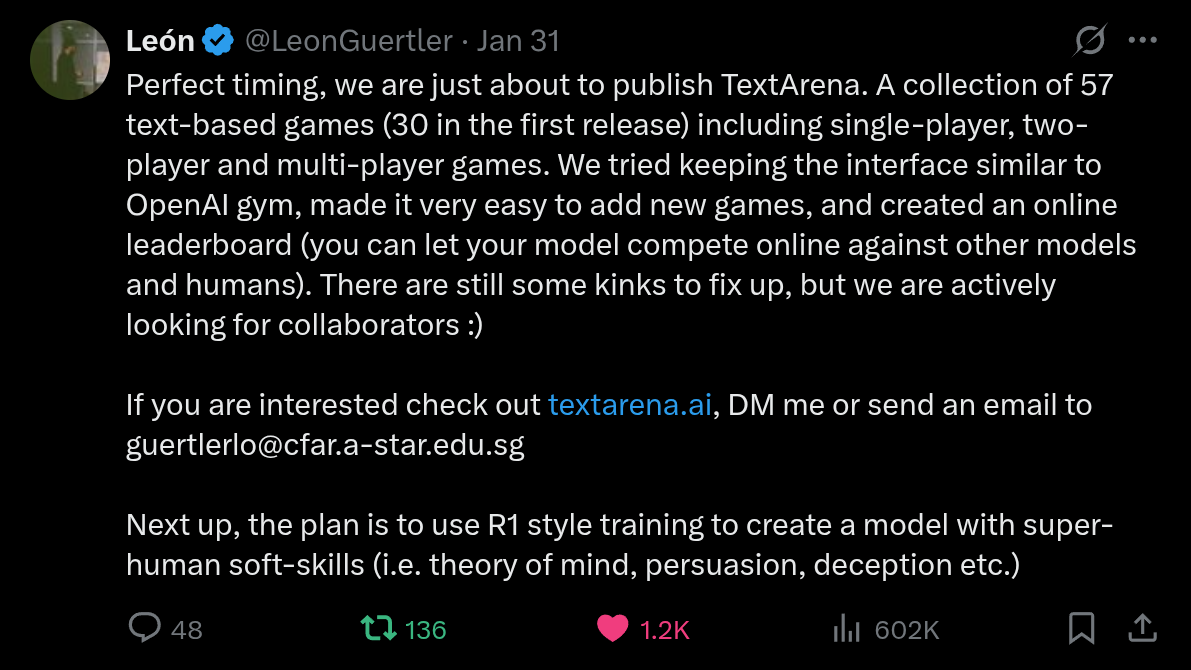 León @LeonGuertler · Jan 31
Perfect timing, we are just about to publish TextArena. A collection of 57
text-based games (30 in the first release) including single-player, two-
player and multi-player games. We tried keeping the interface similar to
OpenAI gym, made it very easy to add new games, and created an online
leaderboard (you can let your model compete online against other models
and humans). There are still some kinks to fix up, but we are actively
looking for collaborators :)
If you are interested check out textarena.ai, DM me or send an email to
guertlerlo@cfar.a-star.edu.sg
Next up, the plan is to use R1 style training to create a model with super-
human soft-skills (i.e. theory of mind, persuasion, deception etc.)
48 136 1.2K 602K